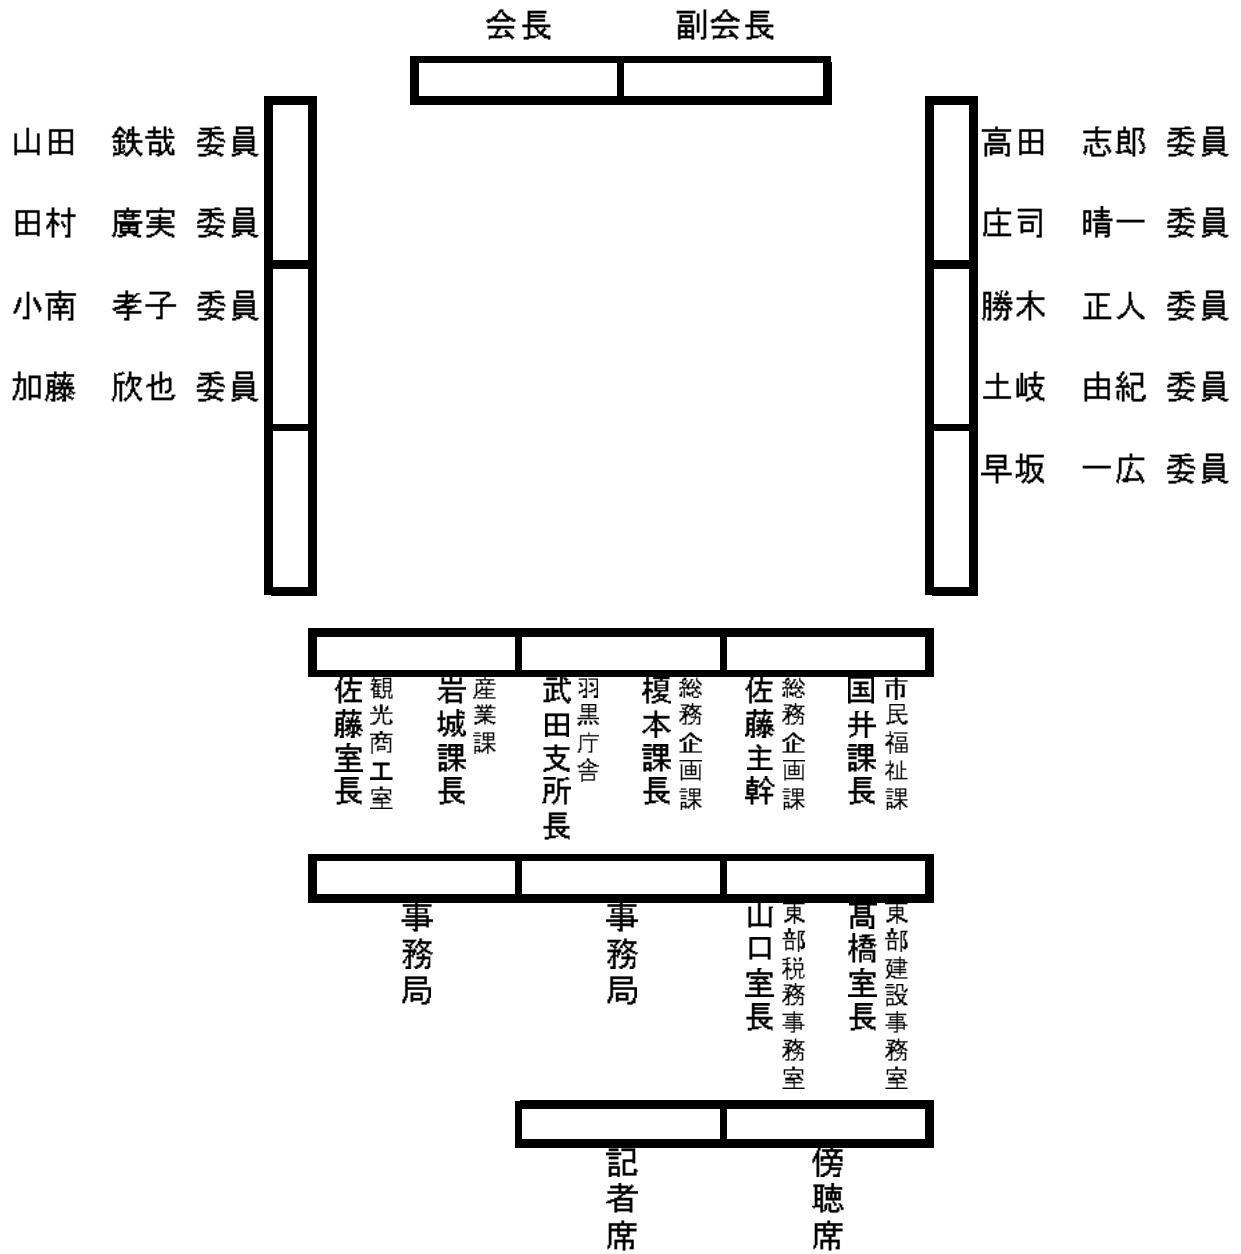 会長　副会長
山田　鉄哉 委員
田村　廣実 委員
小南　孝子 委員
加藤　欣也 委員
高田　志郎 委員
庄司　晴一 委員
勝木　正人 委員
土岐　由紀 委員
早坂　一広 委員
観光商工室
佐藤室長
産業課
岩城課長
羽黒庁舎
武田支所長
総務企画課
榎本課長
総務企画課
佐藤主幹
市民福祉課
国井課長
事務局
事務局
東部税務事務室
山口室長
東部建設事務室
髙橋室長
記者席
傍聴席